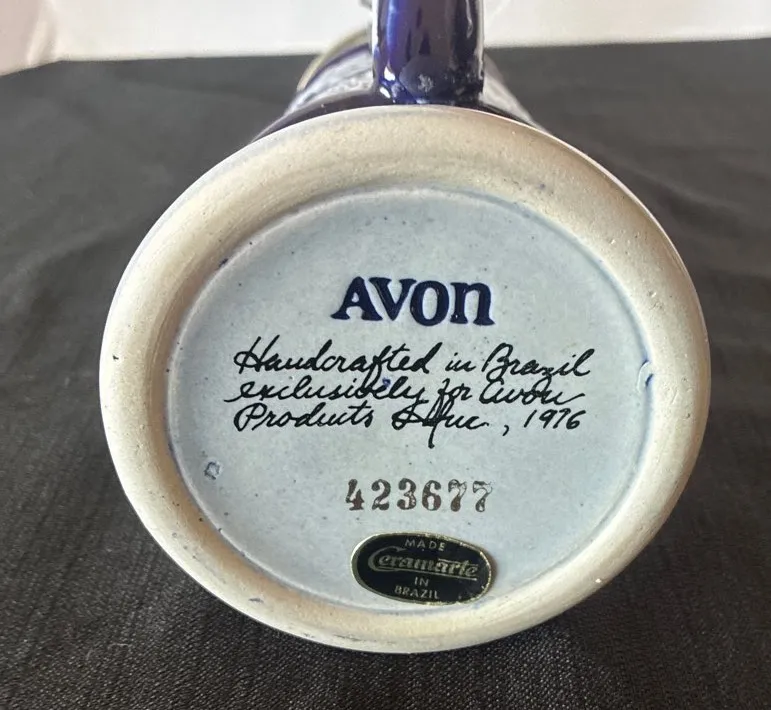 AVON
Handcrafted in Brazil
exclusively for Avon
Products Inc., 1976
423677
MADE
Ceramarte
IN
BRAZIL